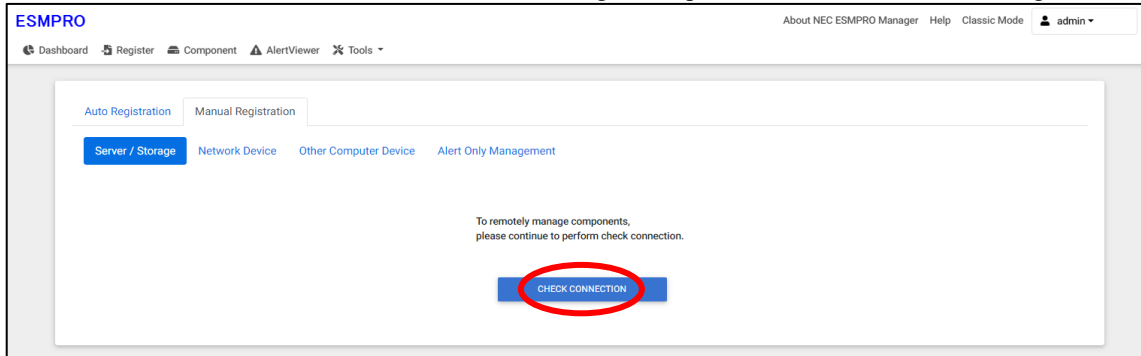 ESMPRO
About NEC ESMPRO Manager Help Classic Mode admin
Dashboard Register Component AlertViewer Tools
Auto Registration Manual Registration
Server / Storage Network Device Other Computer Device Alert Only Management
To remotely manage components,
please continue to perform check connection.
CHECK CONNECTION